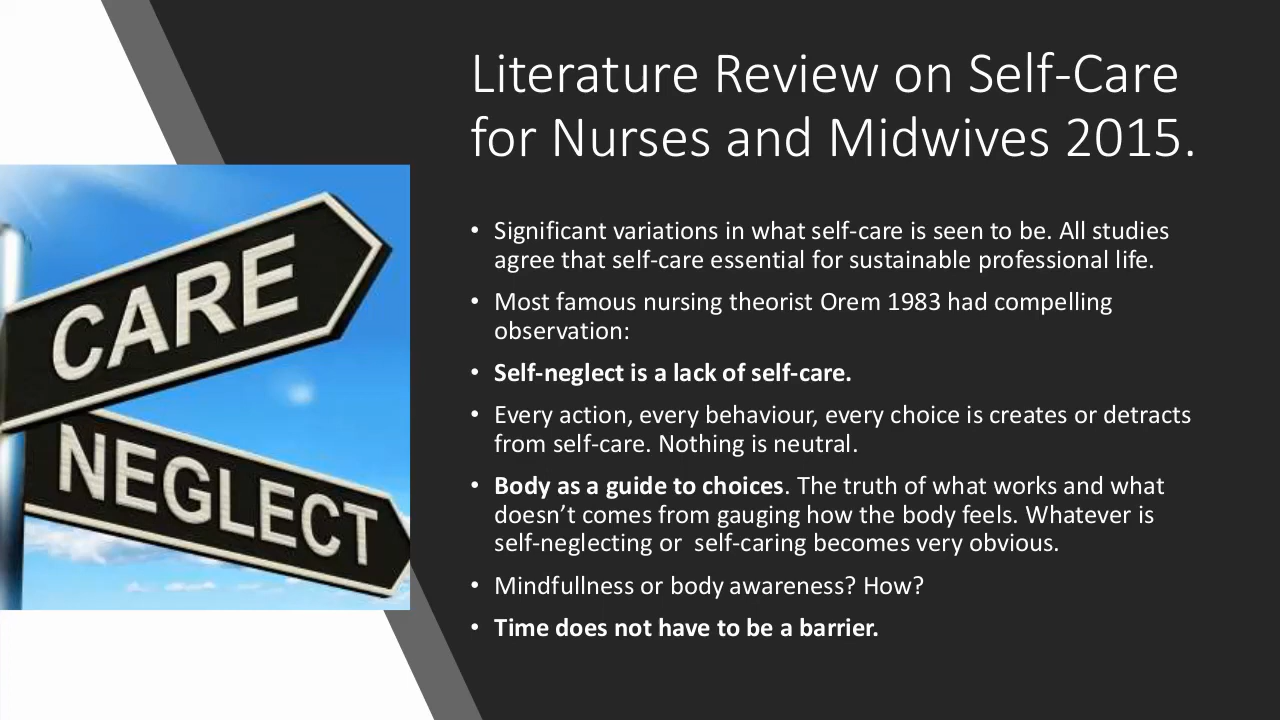 Literature Review on Self-Care
for Nurses and Midwives 2015.
CARE
NEGLECT
• Significant variations in what self-care is seen to be. All studies
agree that self-care essential for sustainable professional life.
• Most famous nursing theorist Orem 1983 had compelling
observation:
• Self-neglect is a lack of self-care.
• Every action, every behaviour, every choice is creates or detracts
from self-care. Nothing is neutral.
• Body as a guide to choices. The truth of what works and what
doesn’t comes from gauging how the body feels. Whatever is
self-neglecting or  self-caring becomes very obvious.
• Mindfullness or body awareness? How?
• Time does not have to be a barrier.